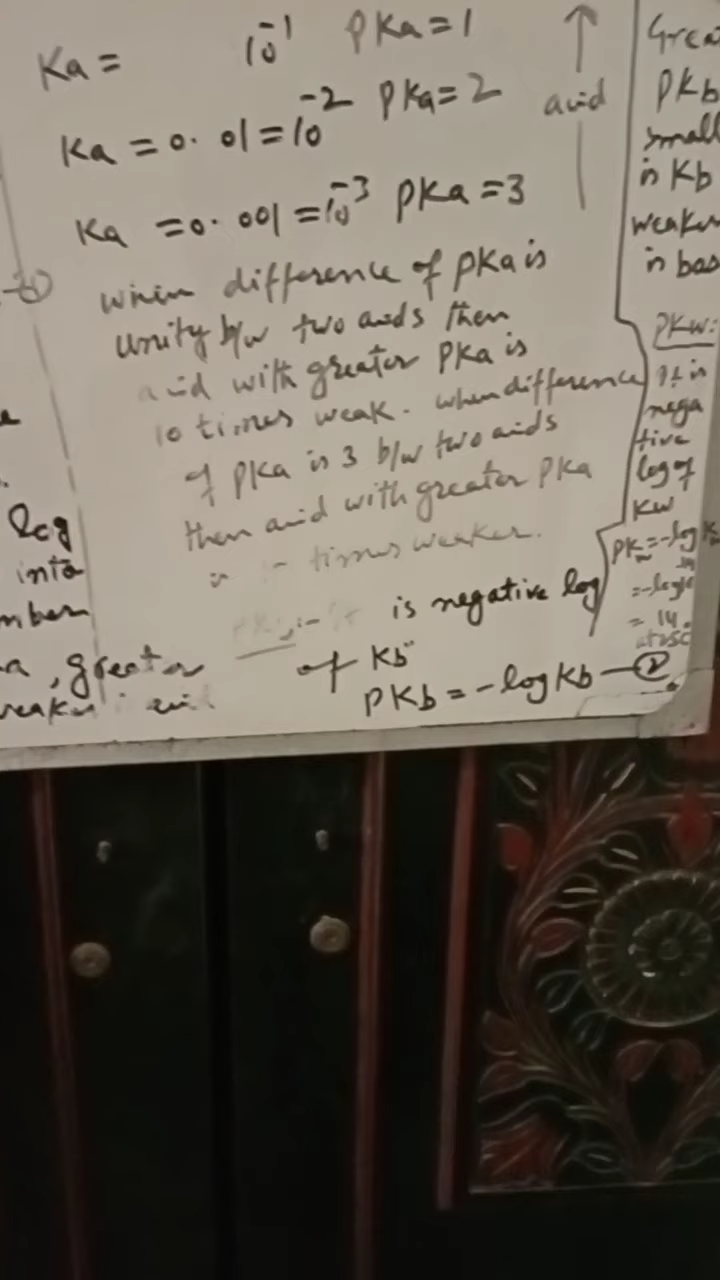 Ka = 10^-1 PKa = 1
Ka = 0.01 = 10^-2 PKa = 2
Ka = 0.001 = 10^-3 PKa = 3
acid
when difference of PKa is
Unity b/w two acids then
acid with greater PKa is
10 times weak. when difference
of PKa is 3 b/w two acids
then acid with greater PKa
times weaker.
is negative log
of Kb
PKb = -log Kb — 2
log
into
greater
PKb
small
in Kb
weaker
in bas
PKw:
It is
nega
tive
log of
Kw
PKw = -log K
= 14.